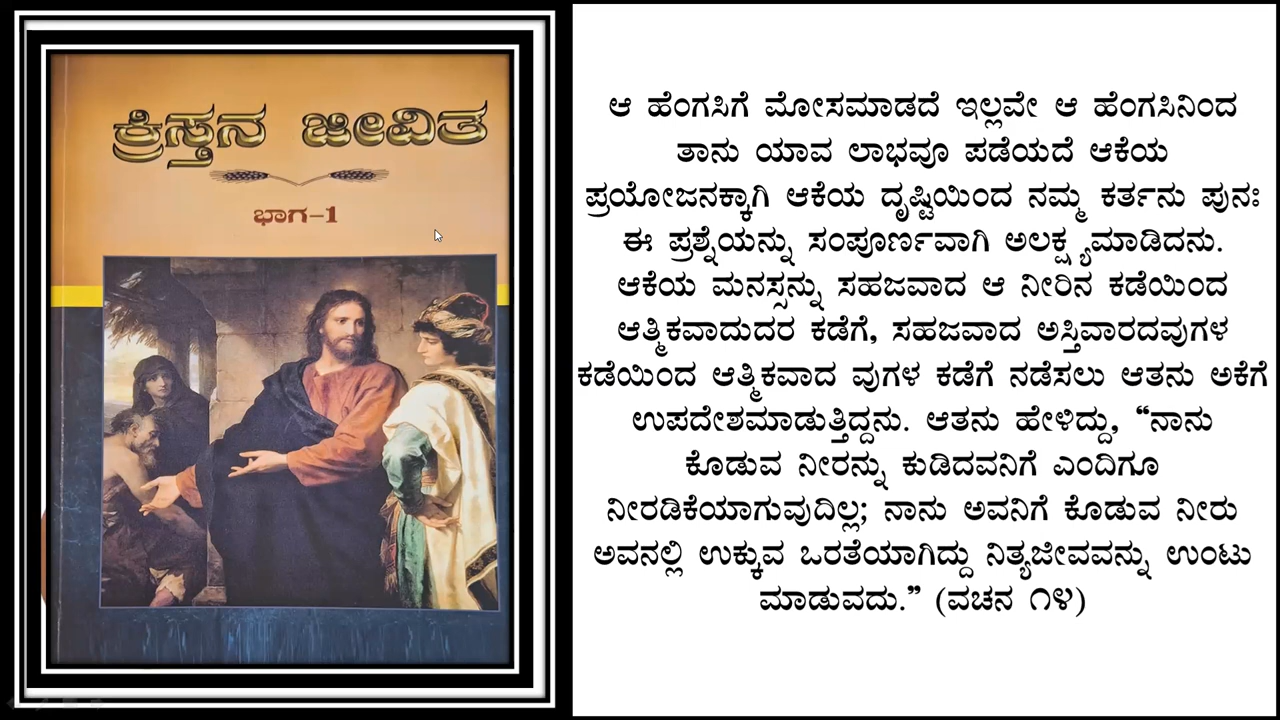 ಕ್ರಿಸ್ತನ ಜೀವಿತ
ಭಾಗ-1
ಆ ಹೆಂಗಸಿಗೆ ಮೋಸಮಾಡದೆ ಇಲ್ಲವೇ ಆ ಹೆಂಗಸಿನಿಂದ
ತಾನು ಯಾವ ಲಾಭವೂ ಪಡೆಯದೆ ಆಕೆಯ
ಪ್ರಯೋಜನಕ್ಕಾಗಿ ಆಕೆಯ ದೃಷ್ಟಿಯಿಂದ ನಮ್ಮ ಕರ್ತನು ಪುನಃ
ಈ ಪ್ರಶ್ನೆಯನ್ನು ಸಂಪೂರ್ಣವಾಗಿ ಅಲಕ್ಷ್ಯಮಾಡಿದನು.
ಆಕೆಯ ಮನಸ್ಸನ್ನು ಸಹಜವಾದ ಆ ನೀರಿನ ಕಡೆಯಿಂದ
ಆತ್ಮಿಕವಾದುದರ ಕಡೆಗೆ, ಸಹಜವಾದ ಅಸ್ತಿವಾರದವುಗಳ
ಕಡೆಯಿಂದ ಆತ್ಮಿಕವಾದ ವುಗಳ ಕಡೆಗೆ ನಡೆಸಲು ಆತನು ಅಕೆಗೆ
ಉಪದೇಶಮಾಡುತ್ತಿದ್ದನು. ಆತನು ಹೇಳಿದ್ದು, “ನಾನು
ಕೊಡುವ ನೀರನ್ನು ಕುಡಿದವನಿಗೆ ಎಂದಿಗೂ
ನೀರಡಿಕೆಯಾಗುವುದಿಲ್ಲ; ನಾನು ಅವನಿಗೆ ಕೊಡುವ ನೀರು
ಅವನಲ್ಲಿ ಉಕ್ಕುವ ಒರತೆಯಾಗಿದ್ದು ನಿತ್ಯಜೀವವನ್ನು ಉಂಟು
ಮಾಡುವದು.” (ವಚನ ೧೪)